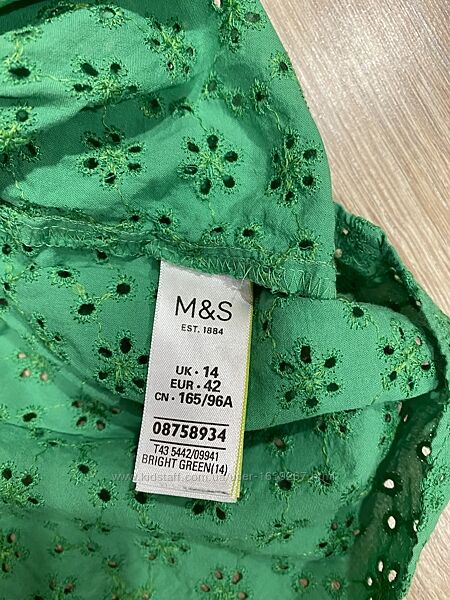 M&S
EST. 1884
UK • 14
EUR • 42
CN • 165/96A
08758934
T43 5442/09941
BRIGHT GREEN(14)